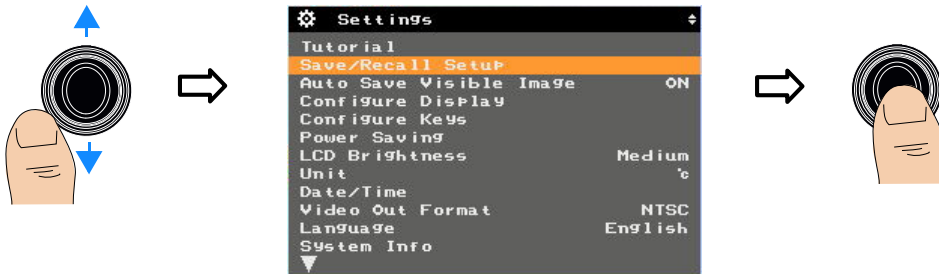 Settings
Tutorial
Save/Recall Setup
Auto Save Visible Image ON
Configure Display
Configure Keys
Power Saving
LCD Brightness Medium
Unit °c
Date/Time
Video Out Format NTSC
Language English
System Info